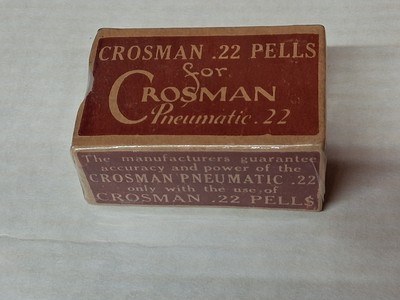 CROSMAN .22 PELLS
for
CROSMAN
Pneumatic .22
The manufacturers guarantee
accuracy and power of the
CROSMAN PNEUMATIC .22
only with the use of
CROSMAN .22 PELL$